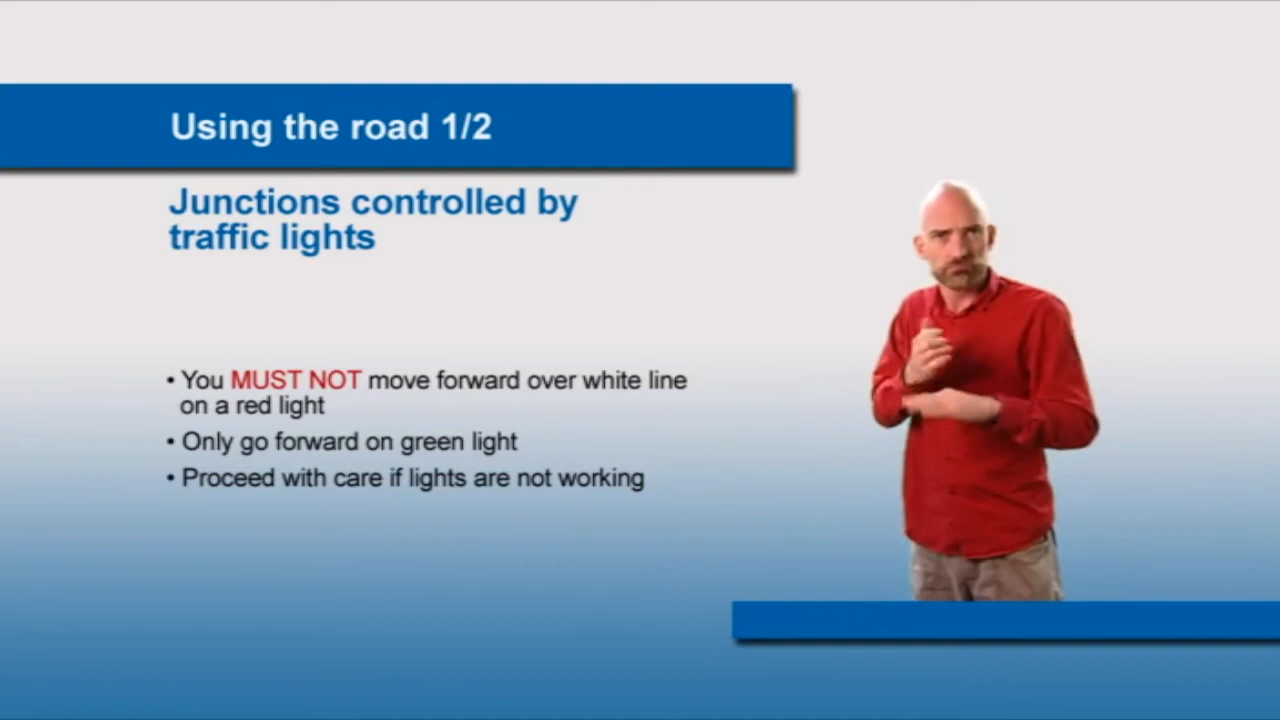 Using the road 1/2
Junctions controlled by
traffic lights
• You MUST NOT move forward over white line
on a red light
• Only go forward on green light
• Proceed with care if lights are not working